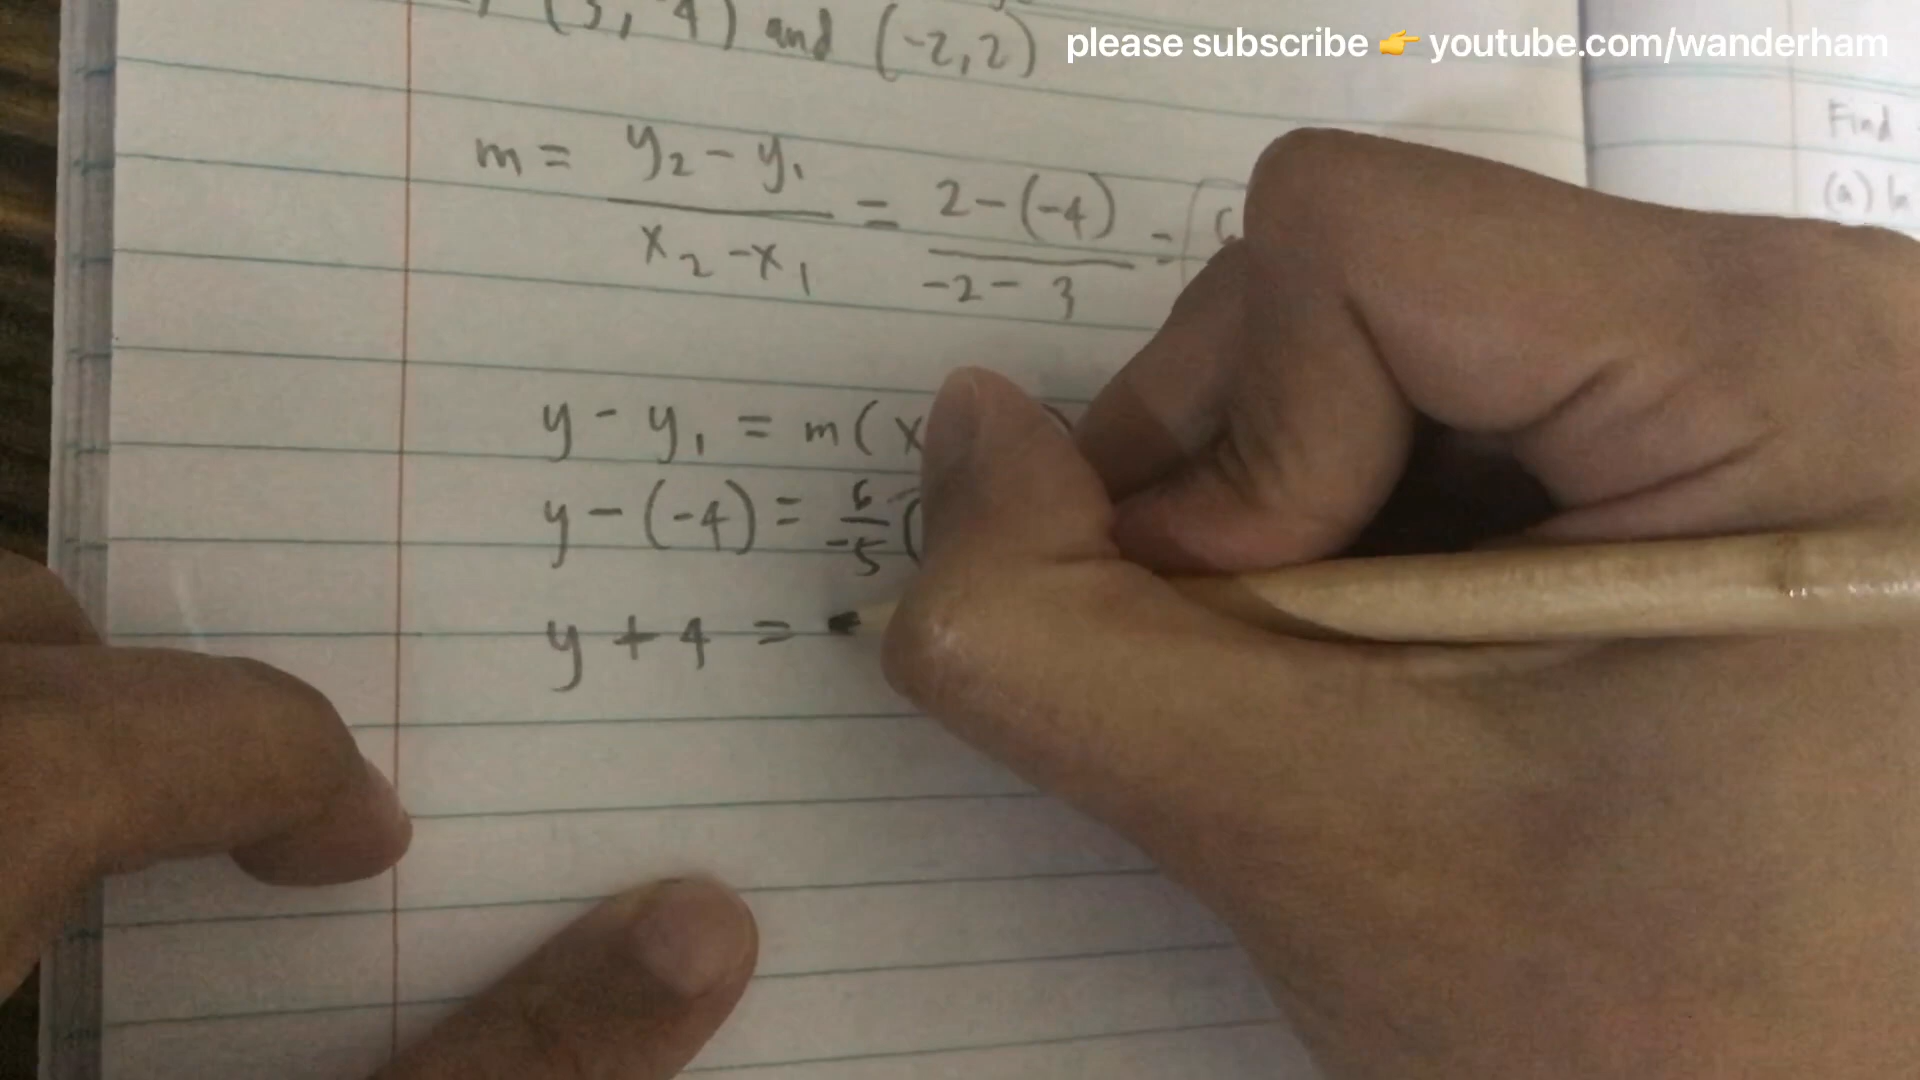 (3, -4) and (-2,2)
please subscribe 👉 youtube.com/wanderham
Find
(a)
m = y₂ - y₁ / x₂ - x₁ = 2-(-4) / -2-3 =
y - y₁ = m(x
y - (-4) = 6/-5 (
y + 4 = -